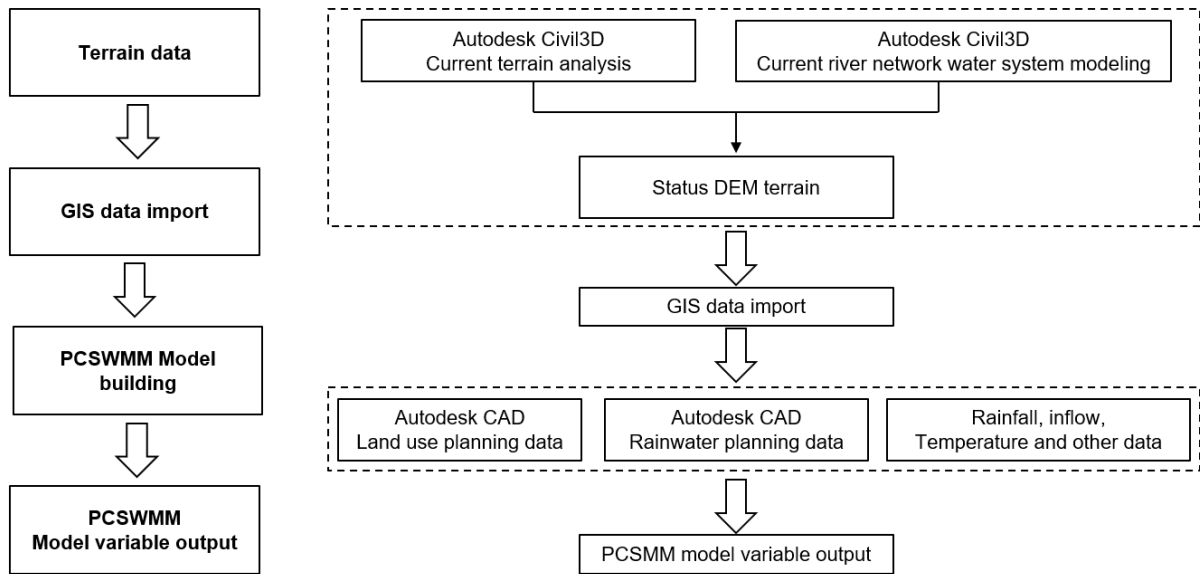 Terrain data
GIS data import
PCSWMM Model
building
PCSWMM
Model variable output
Autodesk Civil3D
Current terrain analysis
Autodesk Civil3D
Current river network water system modeling
Status DEM terrain
GIS data import
Autodesk CAD
Land use planning data
Autodesk CAD
Rainwater planning data
Rainfall, inflow,
Temperature and other data
PCSMM model variable output